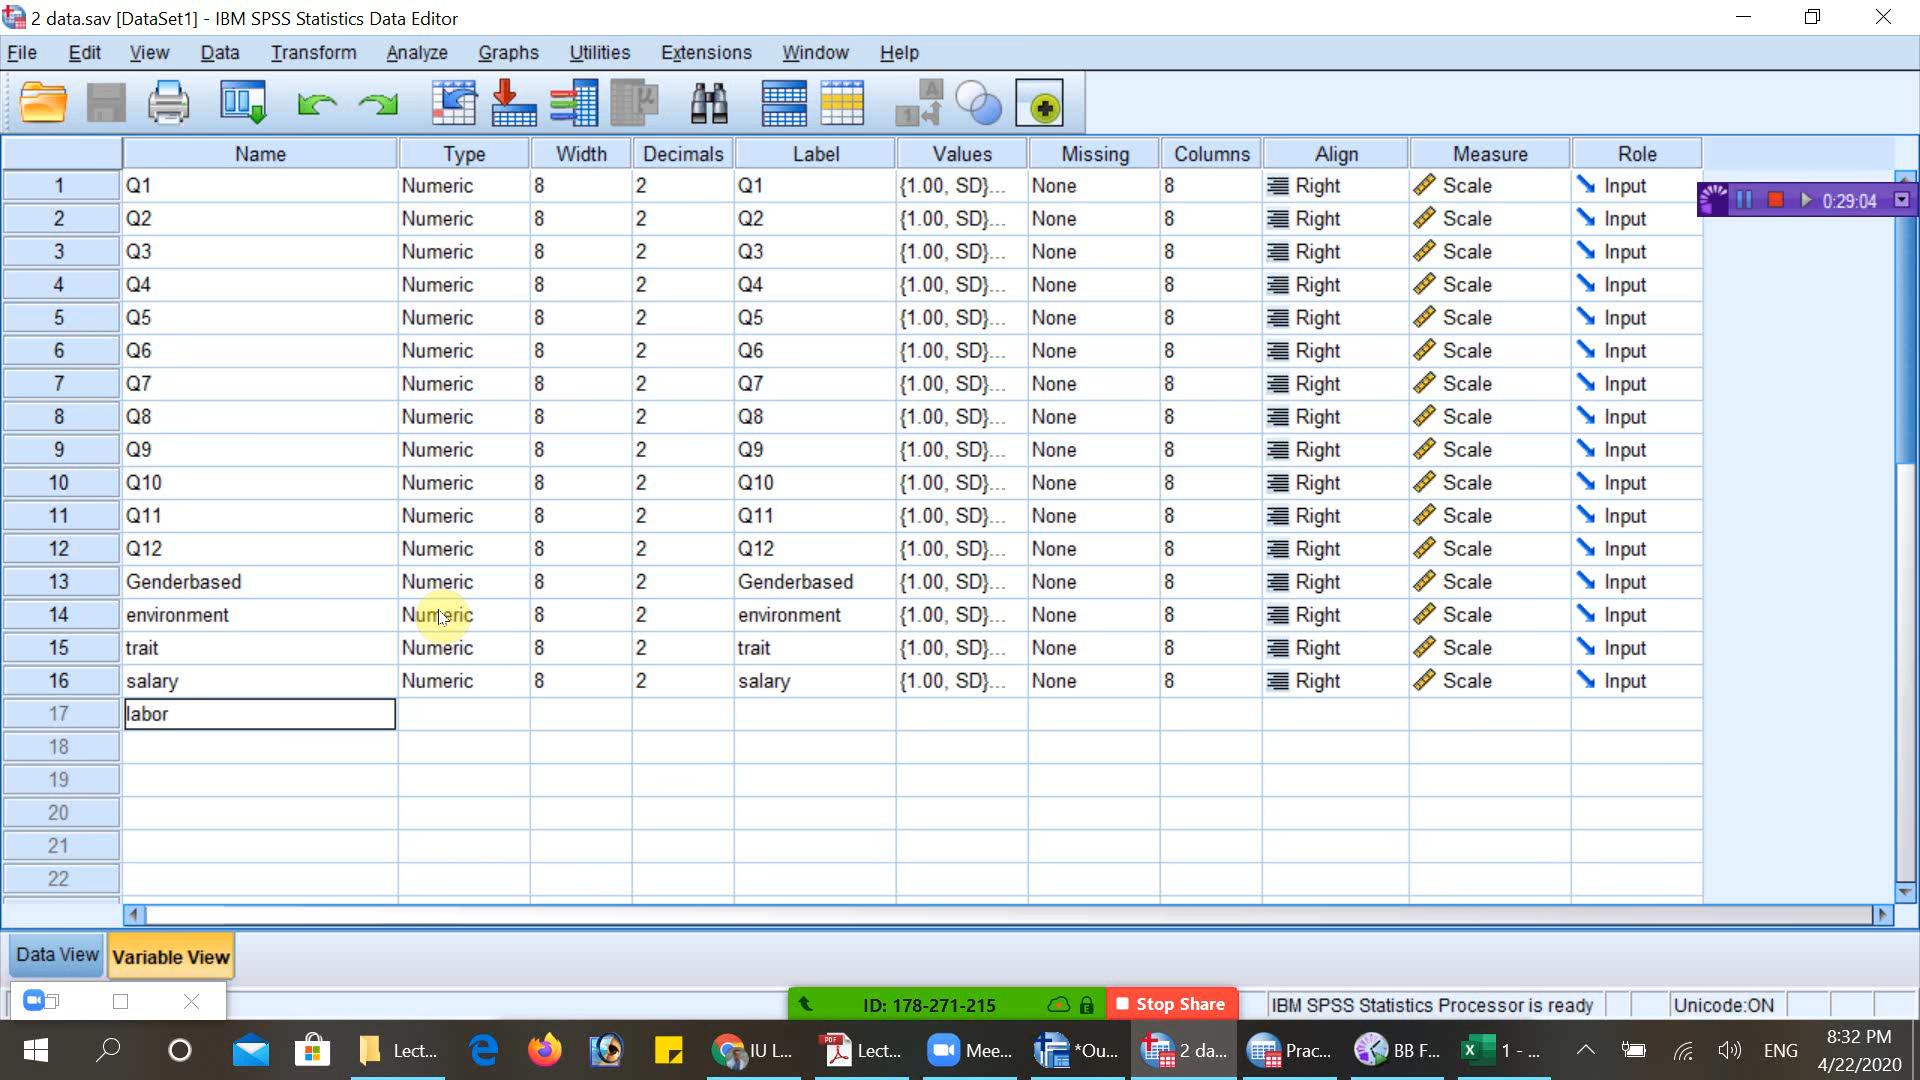 2 data.sav [DataSet1] - IBM SPSS Statistics Data Editor
File Edit View Data Transform Analyze Graphs Utilities Extensions Window Help
Name Type Width Decimals Label Values Missing Columns Align Measure Role
1 Q1 Numeric 8 2 Q1 {1.00, SD}... None 8 Right Scale Input
0:29:04
2 Q2 Numeric 8 2 Q2 {1.00, SD}... None 8 Right Scale Input
3 Q3 Numeric 8 2 Q3 {1.00, SD}... None 8 Right Scale Input
4 Q4 Numeric 8 2 Q4 {1.00, SD}... None 8 Right Scale Input
5 Q5 Numeric 8 2 Q5 {1.00, SD}... None 8 Right Scale Input
6 Q6 Numeric 8 2 Q6 {1.00, SD}... None 8 Right Scale Input
7 Q7 Numeric 8 2 Q7 {1.00, SD}... None 8 Right Scale Input
8 Q8 Numeric 8 2 Q8 {1.00, SD}... None 8 Right Scale Input
9 Q9 Numeric 8 2 Q9 {1.00, SD}... None 8 Right Scale Input
10 Q10 Numeric 8 2 Q10 {1.00, SD}... None 8 Right Scale Input
11 Q11 Numeric 8 2 Q11 {1.00, SD}... None 8 Right Scale Input
12 Q12 Numeric 8 2 Q12 {1.00, SD}... None 8 Right Scale Input
13 Genderbased Numeric 8 2 Genderbased {1.00, SD}... None 8 Right Scale Input
14 environment Numeric 8 2 environment {1.00, SD}... None 8 Right Scale Input
15 trait Numeric 8 2 trait {1.00, SD}... None 8 Right Scale Input
16 salary Numeric 8 2 salary {1.00, SD}... None 8 Right Scale Input
17 labor
18
19
20
21
22
Data View Variable View
ID: 178-271-215 Stop Share IBM SPSS Statistics Processor is ready Unicode:ON
Lect... IU L... PDF Lect... Mee... *Ou... 2 da... Prac... BB F... 1 - ... ENG 8:32 PM
4/22/2020